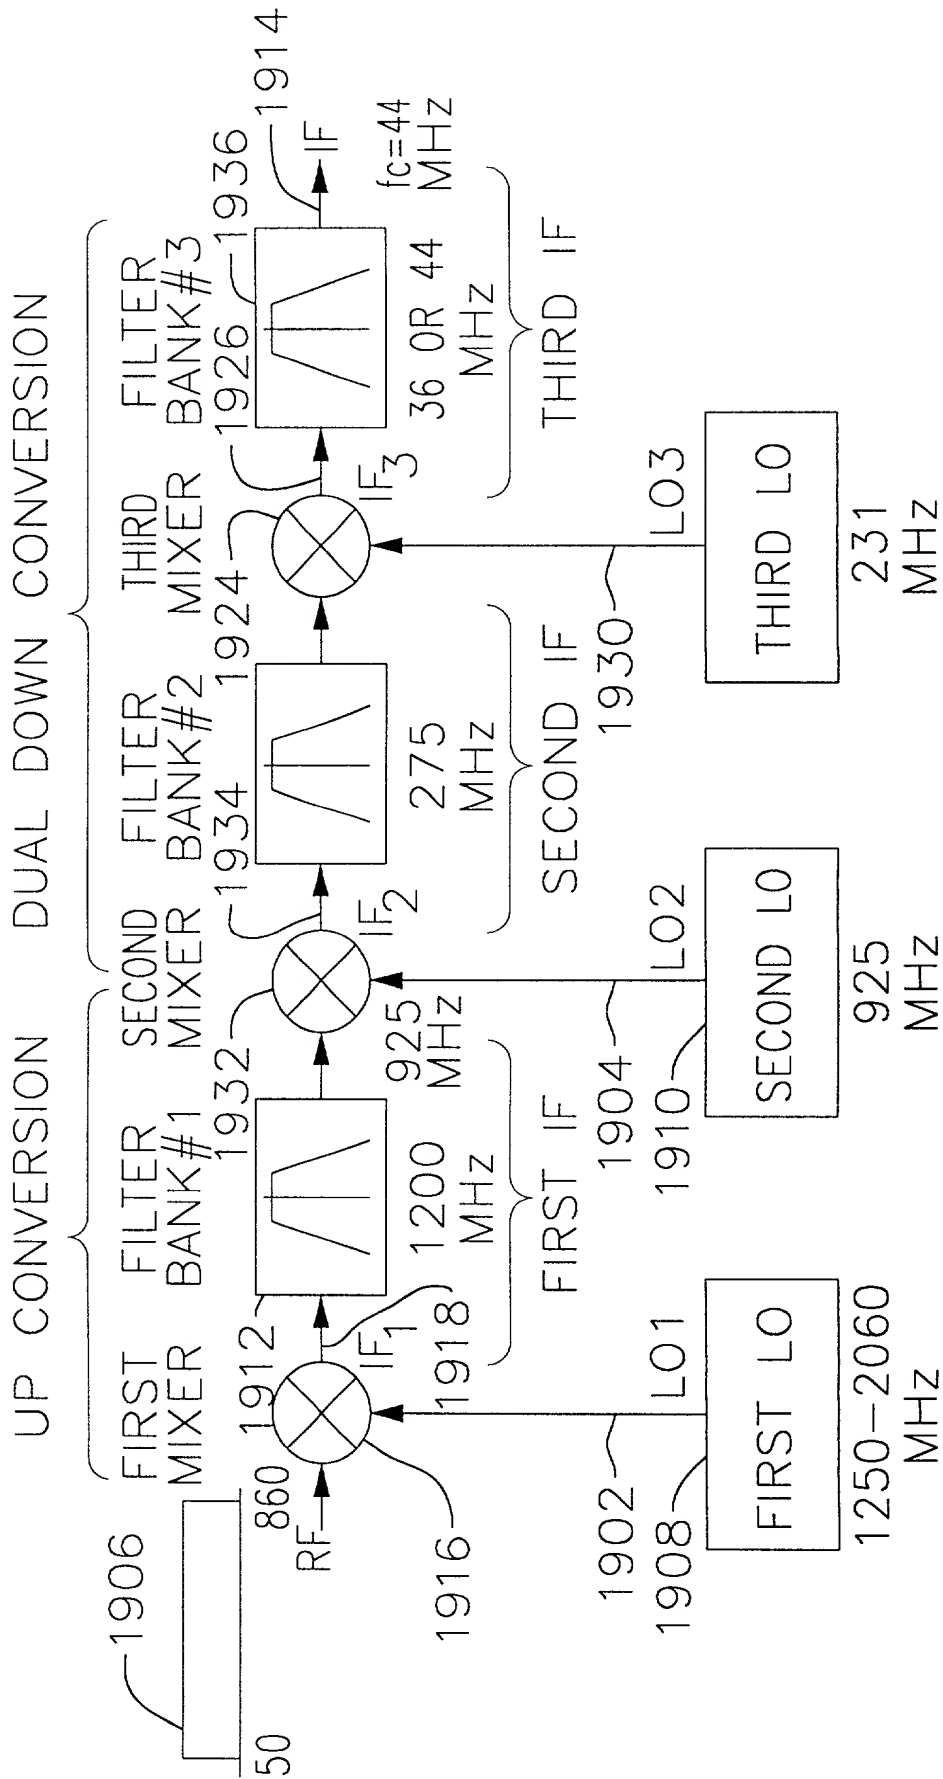 UP CONVERSION
DUAL DOWN CONVERSION
1906
FIRST
MIXER
FILTER
BANK#1
SECOND
MIXER
FILTER
BANK#2
THIRD
MIXER
FILTER
BANK#3
1912
1932
1934
1924
1926
1936
1914
50
860
RF
IF1
IF2
IF3
IF
1916
1918
1200
MHz
925
MHz
275
MHz
36 OR 44
MHz
fc=44
MHz
FIRST IF
SECOND IF
THIRD IF
1902
LO1
1904
LO2
1930
LO3
1908
1910
FIRST LO
SECOND LO
THIRD LO
1250-2060
MHz
925
MHz
231
MHz